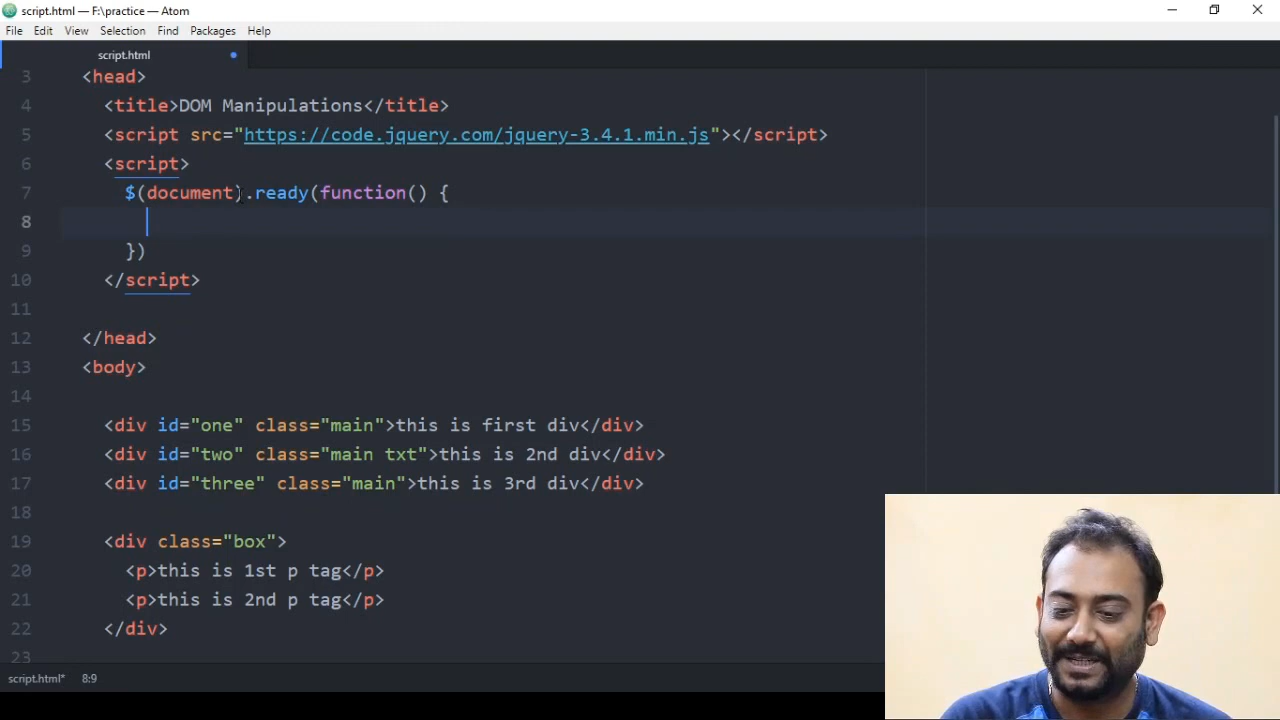 script.html — F:\practice — Atom
File Edit View Selection Find Packages Help
script.html
3 <head>
4 <title>DOM Manipulations</title>
5 <script src="https://code.jquery.com/jquery-3.4.1.min.js"></script>
6 <script>
7 $(document).ready(function() {
8
9 })
10 </script>
11
12 </head>
13 <body>
14
15 <div id="one" class="main">this is first div</div>
16 <div id="two" class="main txt">this is 2nd div</div>
17 <div id="three" class="main">this is 3rd div</div>
18
19 <div class="box">
20 <p>this is 1st p tag</p>
21 <p>this is 2nd p tag</p>
22 </div>
23
script.html* 8:9